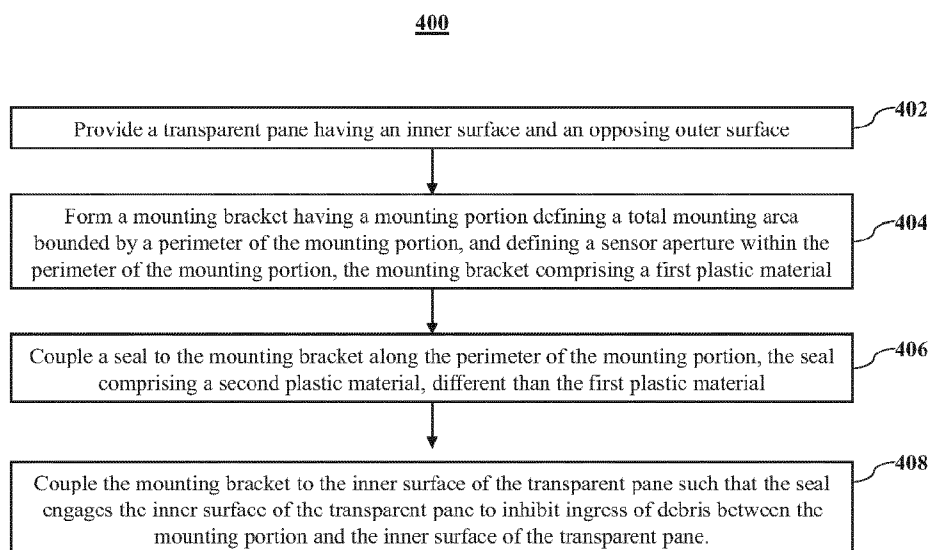 400
Provide a transparent pane having an inner surface and an opposing outer surface
402
Form a mounting bracket having a mounting portion defining a total mounting area
bounded by a perimeter of the mounting portion, and defining a sensor aperture within the
perimeter of the mounting portion, the mounting bracket comprising a first plastic material
404
Couple a seal to the mounting bracket along the perimeter of the mounting portion, the seal
comprising a second plastic material, different than the first plastic material
406
Couple the mounting bracket to the inner surface of the transparent pane such that the seal
engages the inner surface of the transparent pane to inhibit ingress of debris between the
mounting portion and the inner surface of the transparent pane.
408